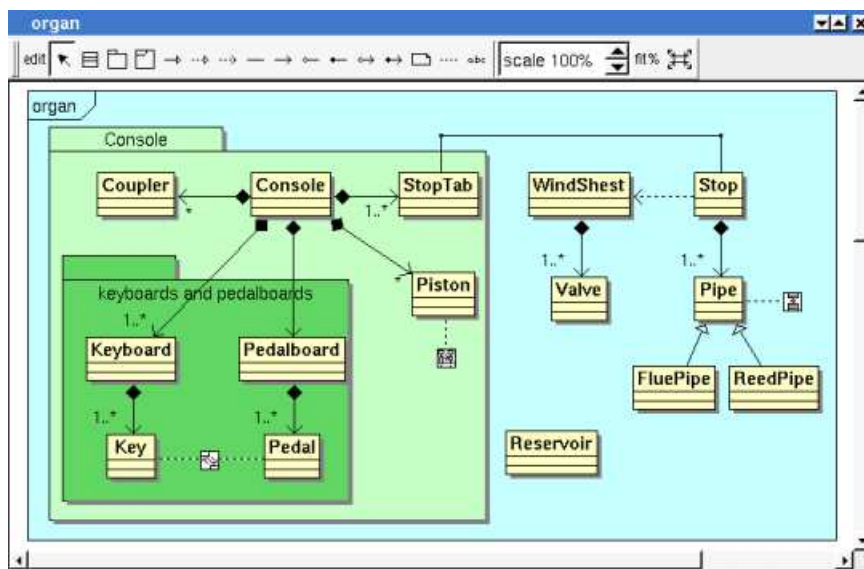 organ
edit
abc
scale 100%
fit%
organ
Console
Coupler
Console
StopTab
WindShest
Stop
*
1..*
1..*
1..*
keyboards and pedalboards
Piston
*
Valve
Pipe
1..*
Keyboard
Pedalboard
FluePipe
ReedPipe
1..*
1..*
Key
Pedal
Reservoir